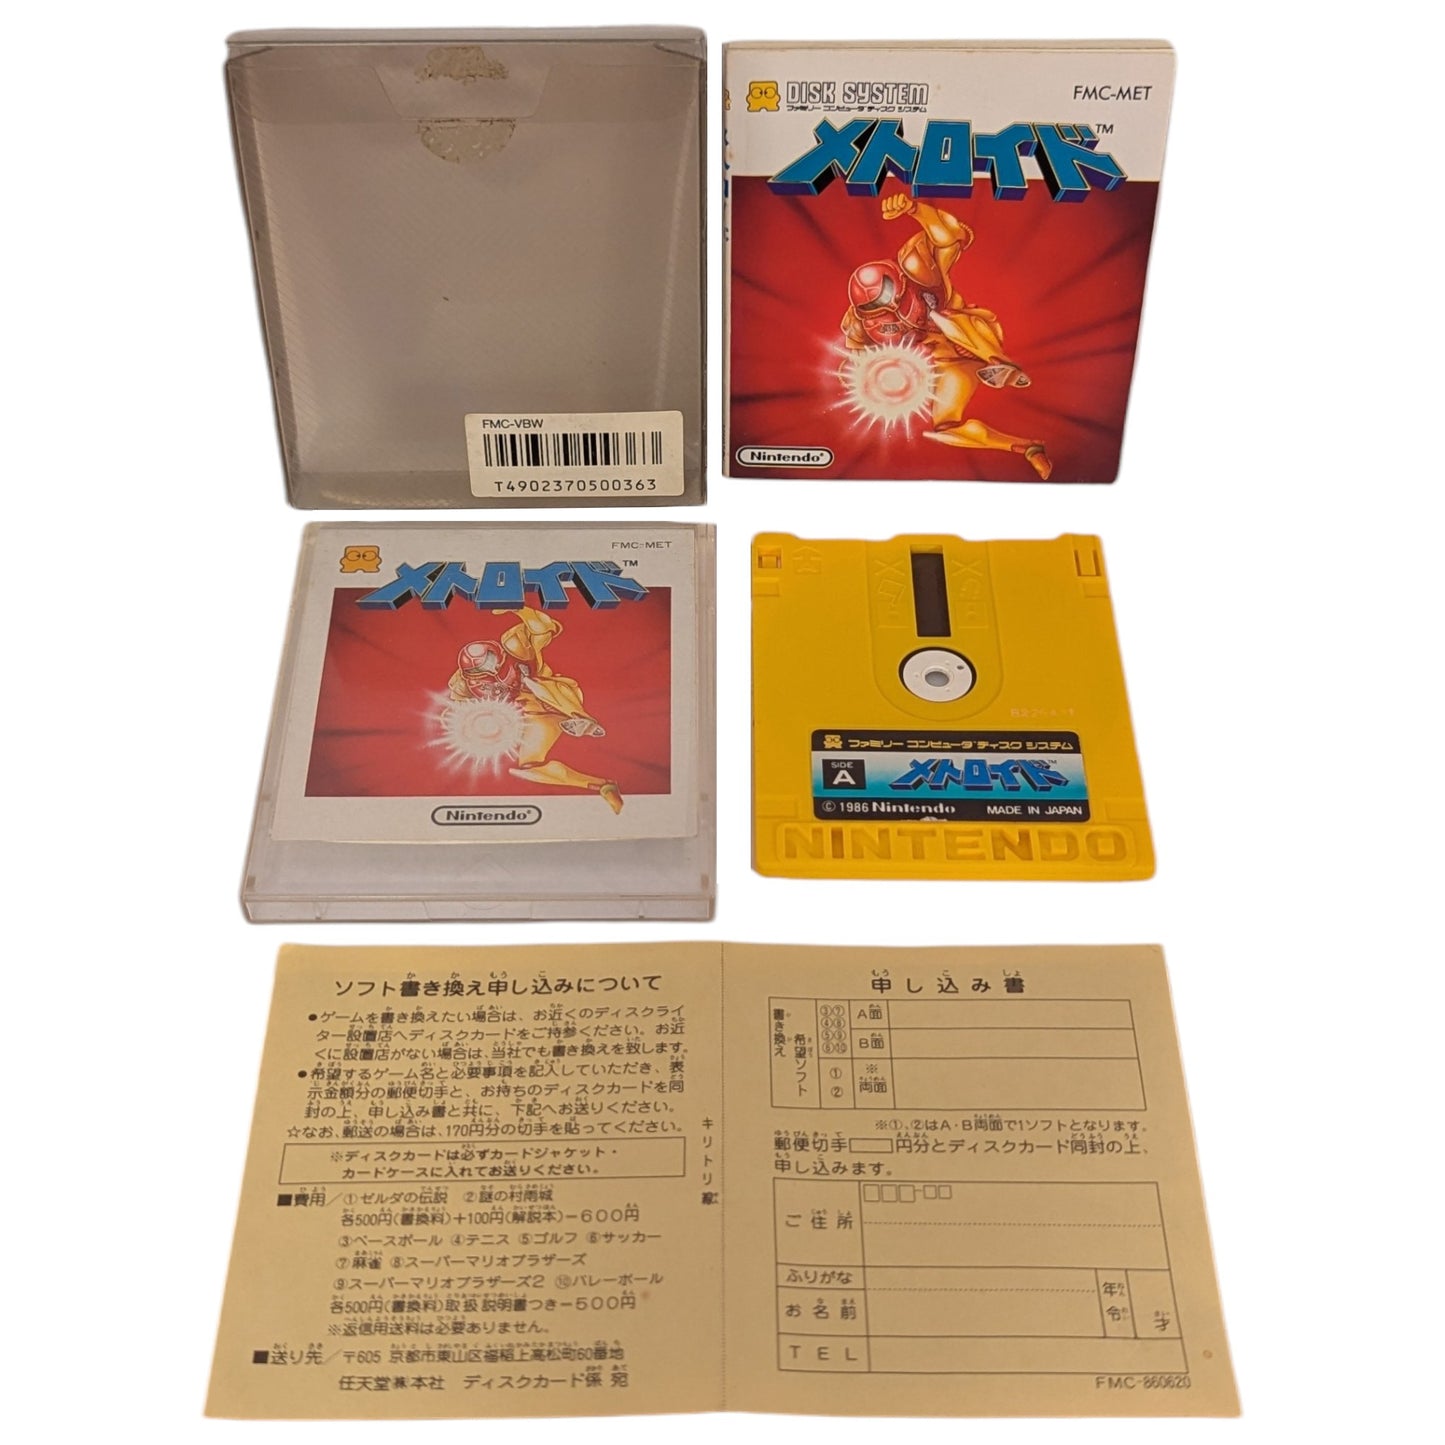 FMC-VBW
T4902370500363
DISK SYSTEM
ファミリー コンピュータ ディスク システム
FMC-MET
メトロイド™
Nintendo®
FMC-MET
メトロイド™
Nintendo®
ファミリー コンピュータ ディスク システム
SIDE
A
メトロイド™
© 1986 Nintendo MADE IN JAPAN
NINTENDO
ソフト書き換え申し込みについて
●ゲームを書き換えたい場合は、お近くのディスクライ
ター設置店へディスクカードをご持参ください。お近
くに設置店がない場合は、当社でも書き換えを致します。
●希望するゲーム名と必要事項を記入していただき、表
示金額分の郵便切手と、お持ちのディスクカードを同
封の上、申し込み書と共に、下記へお送りください。
☆なお、郵送の場合は、170円分の切手を貼ってください。
※ディスクカードは必ずカードジャケット・
カードケースに入れてお送りください。
■費用/①ゼルダの伝説 ②謎の村雨城
各500円(書換料)+100円(解説本)=600円
③ベースボール ④テニス ⑤ゴルフ ⑥サッカー
⑦麻雀 ⑧スーパーマリオブラザーズ
⑨スーパーマリオブラザーズ2 ⑩バレーボール
各500円(書換料)取扱説明書つき=500円
※返信用送料は必要ありません。
■送り先/〒605 京都市東山区福稲上高松町60番地
任天堂㈱本社 ディスクカード係 宛
キリトリ線
申し込み書
書き換え
希望ソフト
③⑦
④⑧
⑤⑨
⑥⑩
A面
B面
①
②
※
両面
※①、②はA・B両面で1ソフトとなります。
郵便切手 円分とディスクカード同封の上、
申し込みます。
ご住所
ふりがな
お名前
年令
才
TEL
FMC-860620